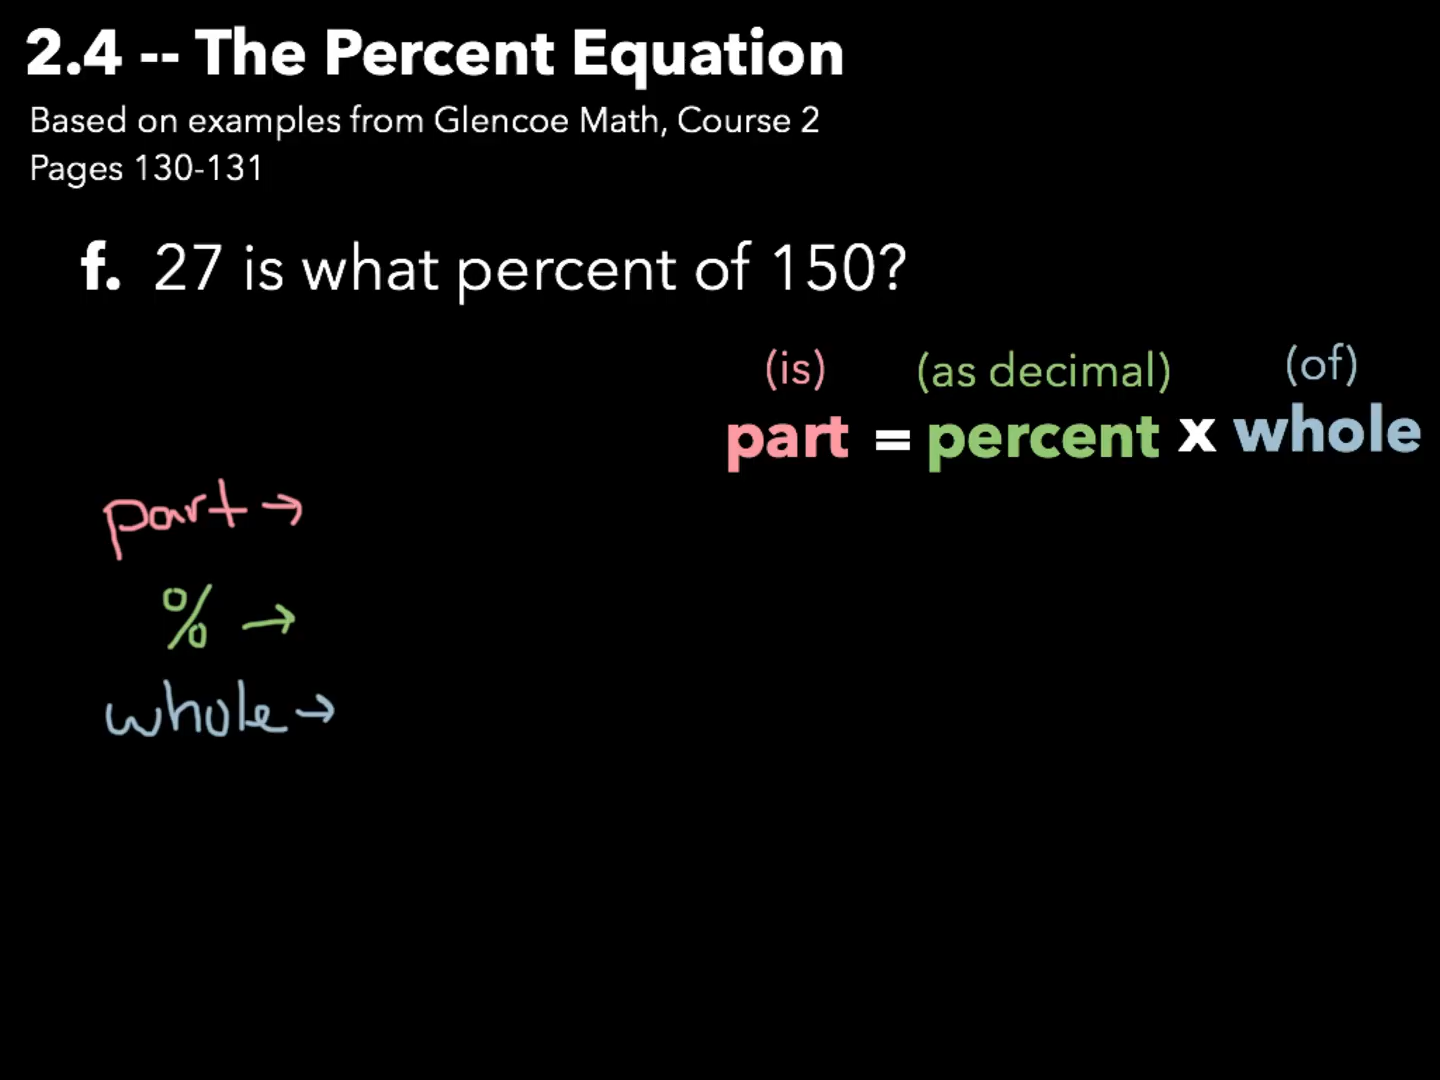 2.4 -- The Percent Equation
Based on examples from Glencoe Math, Course 2
Pages 130-131
f. 27 is what percent of 150?
(is) (as decimal) (of)
part = percent x whole
part →
% →
whole →